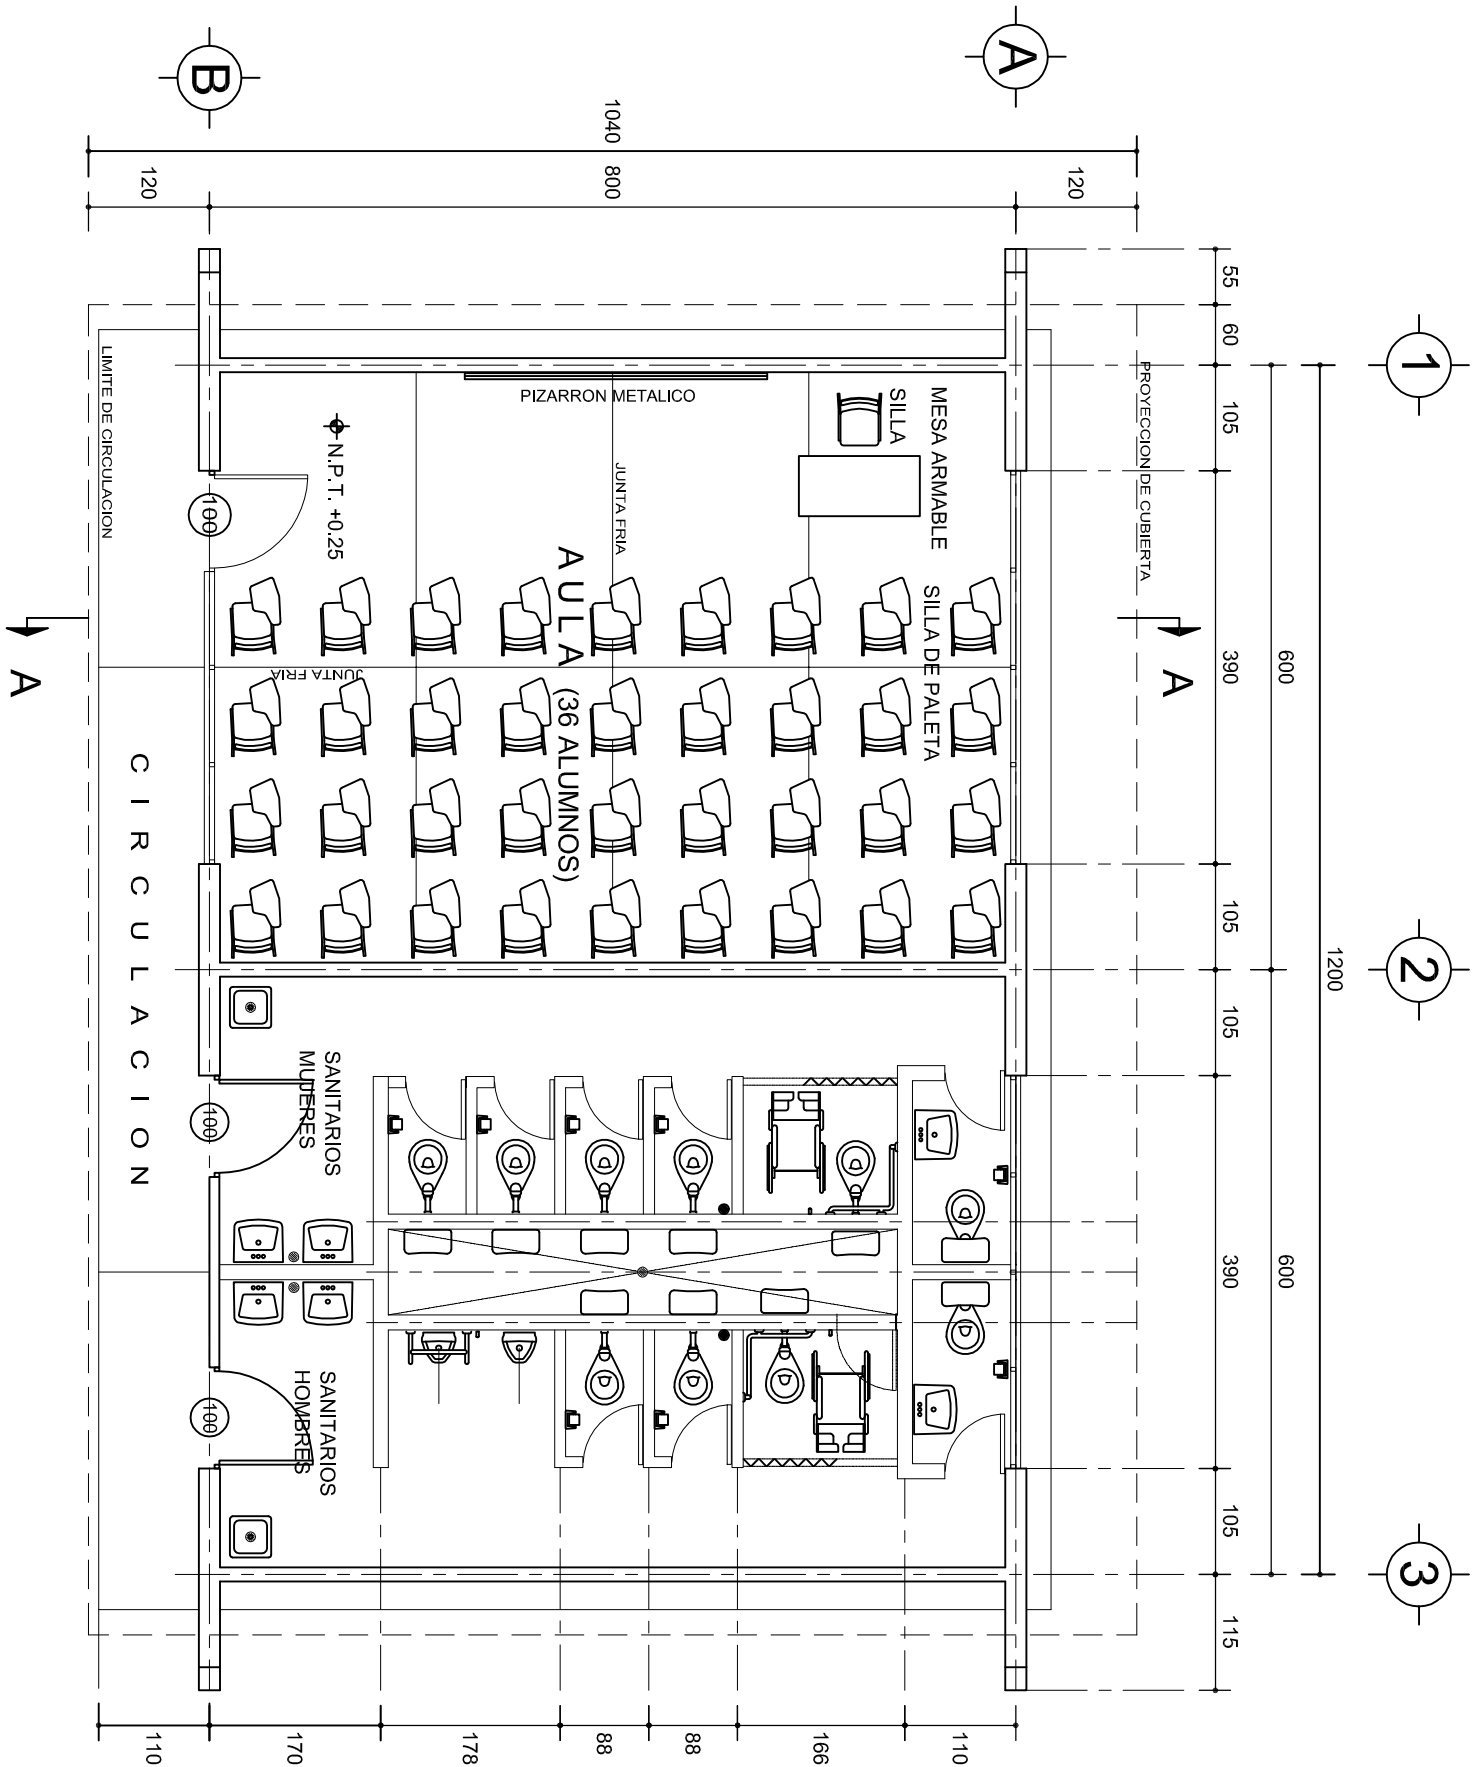 1
2
3
1200
600
600
55
60
105
390
105
105
390
105
115
A
B
1040
120
800
120
PROYECCION DE CUBIERTA
A
A
MESA ARMABLE
SILLA
SILLA DE PALETA
PIZARRON METALICO
JUNTA FRIA
A U L A (36 ALUMNOS)
JUNTA FRIA
N.P.T. +0.25
100
100
100
SANITARIOS
MUJERES
SANITARIOS
HOMBRES
C I R C U L A C I O N
LIMITE DE CIRCULACION
110
166
88
88
178
170
110